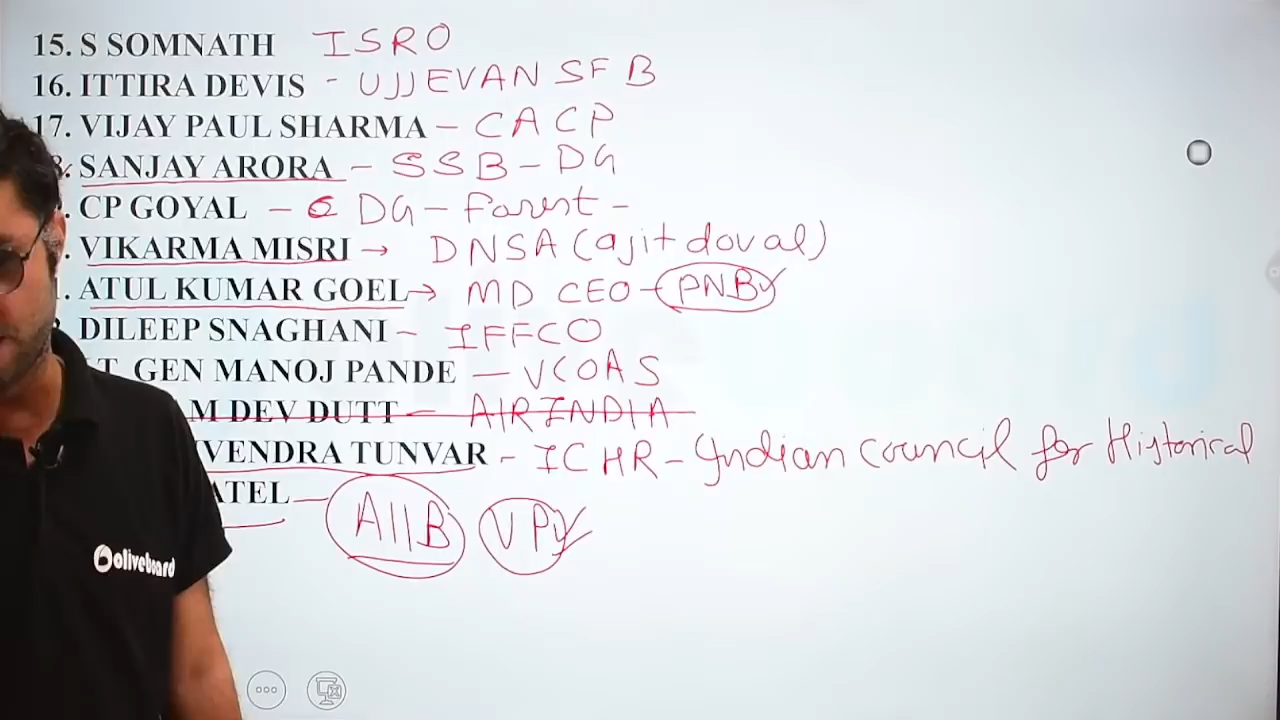 15. S SOMNATH ISRO
16. ITTIRA DEVIS - UJJEVAN SFB
17. VIJAY PAUL SHARMA - CACP
SANJAY ARORA - SSB - DG
. CP GOYAL - DG - Forest -
. VIKARMA MISRI → DNSA (ajit doval)
1. ATUL KUMAR GOEL → MD CEO - PNB
DILEEP SNAGHANI - IFFCO
GEN MANOJ PANDE - VCOAS
M DEV DUTT - AIRINDIA
VENDRA TUNVAR - ICHR - Indian council for Historical
ATEL - AIIB VP
oliveboard